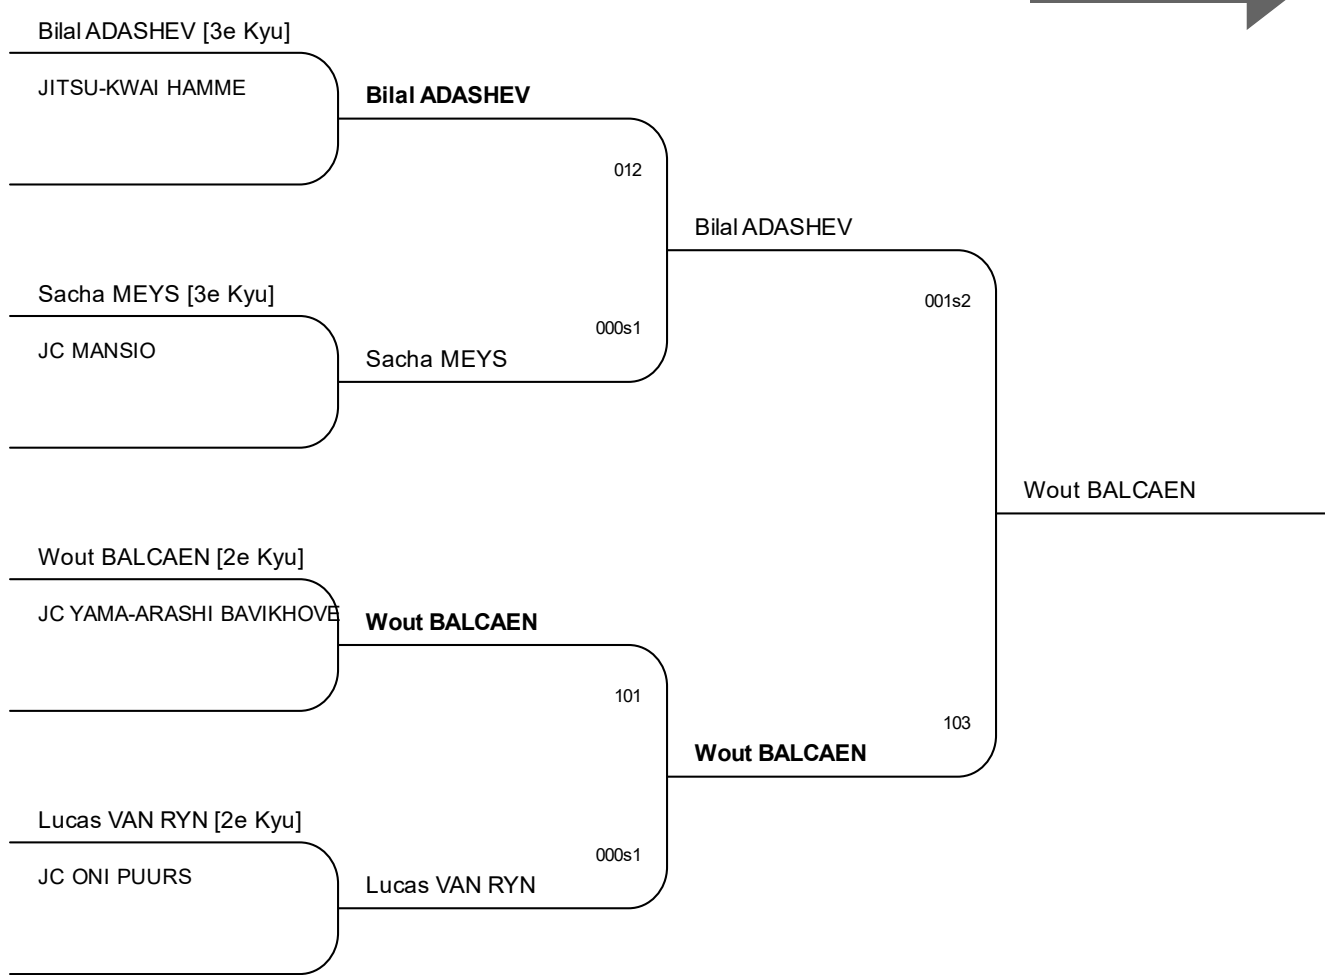 Bilal ADASHEV [3e Kyu]
JITSU-KWAI HAMME
Bilal ADASHEV
012
Bilal ADASHEV
Sacha MEYS [3e Kyu]
001s2
000s1
JC MANSIO
Sacha MEYS
Wout BALCAEN
Wout BALCAEN [2e Kyu]
JC YAMA-ARASHI BAVIKHOVE
Wout BALCAEN
101
103
Wout BALCAEN
Lucas VAN RYN [2e Kyu]
000s1
JC ONI PUURS
Lucas VAN RYN